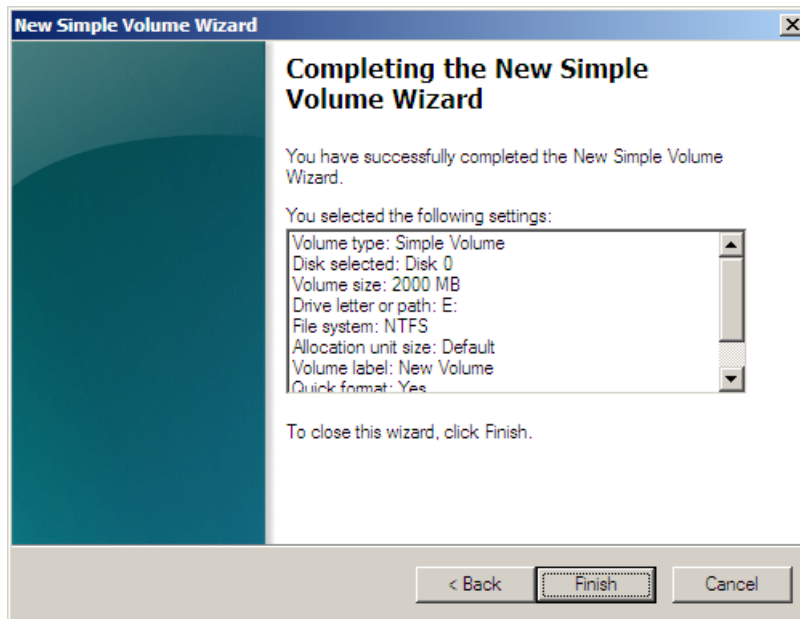 New Simple Volume Wizard
Completing the New Simple
Volume Wizard
You have successfully completed the New Simple Volume
Wizard.
You selected the following settings:
Volume type: Simple Volume
Disk selected: Disk 0
Volume size: 2000 MB
Drive letter or path: E:
File system: NTFS
Allocation unit size: Default
Volume label: New Volume
Quick format: Yes
To close this wizard, click Finish.
< Back
Finish
Cancel